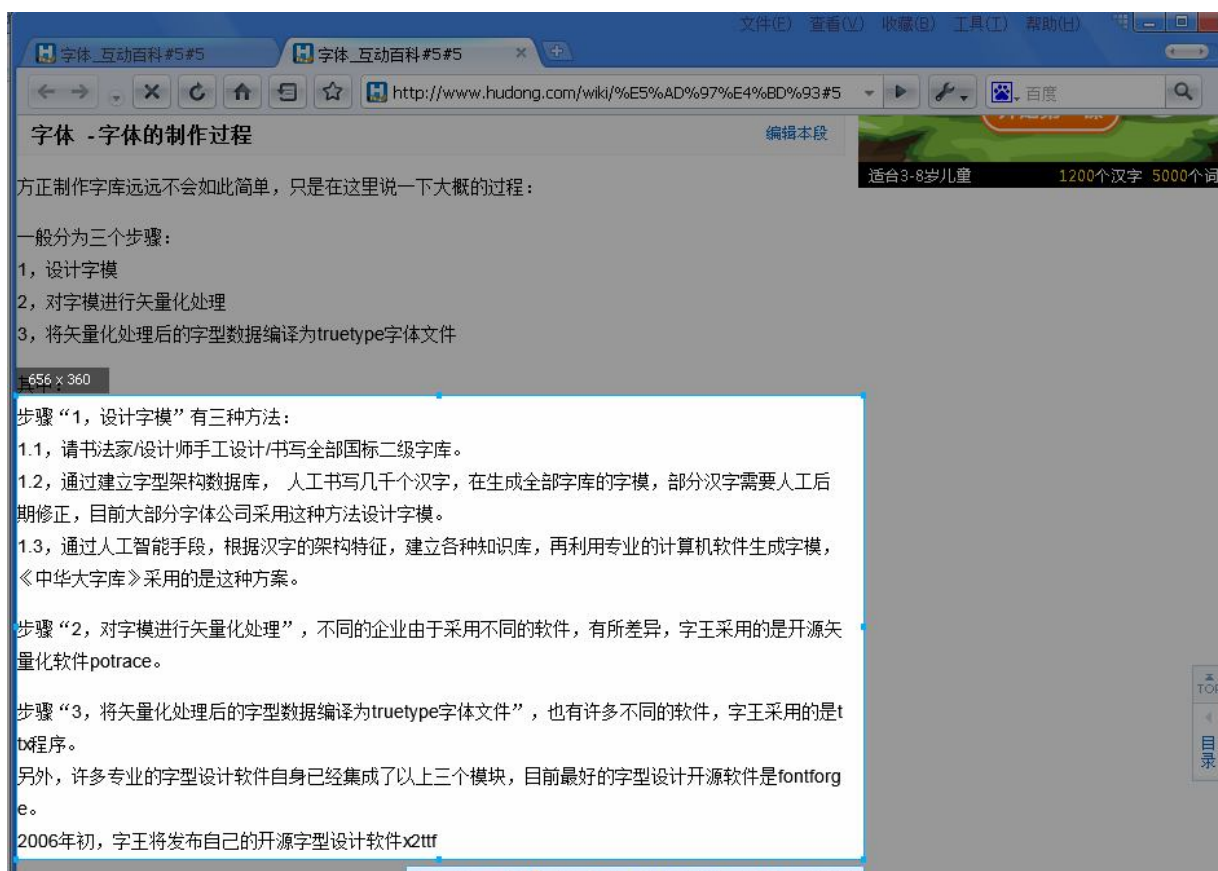 文件(F) 查看(V) 收藏(B) 工具(T) 帮助(H)
字体_互动百科#5#5
字体_互动百科#5#5
http://www.hudong.com/wiki/%E5%AD%97%E4%BD%93#5
百度
字体 -字体的制作过程
编辑本段
适合3-8岁儿童 1200个汉字 5000个词
方正制作字库远远不会如此简单，只是在这里说一下大概的过程：
一般分为三个步骤：
1，设计字模
2，对字模进行矢量化处理
3，将矢量化处理后的字型数据编译为truetype字体文件
其中：
656 x 360
步骤“1，设计字模”有三种方法：
1.1，请书法家/设计师手工设计/书写全部国标二级字库。
1.2，通过建立字型架构数据库， 人工书写几千个汉字，在生成全部字库的字模，部分汉字需要人工后
期修正，目前大部分字体公司采用这种方法设计字模。
1.3，通过人工智能手段，根据汉字的架构特征，建立各种知识库，再利用专业的计算机软件生成字模，
《中华大字库》采用的是这种方案。
步骤“2，对字模进行矢量化处理”，不同的企业由于采用不同的软件，有所差异，字王采用的是开源矢
量化软件potrace。
步骤“3，将矢量化处理后的字型数据编译为truetype字体文件”，也有许多不同的软件，字王采用的是t
tx程序。
另外，许多专业的字型设计软件自身已经集成了以上三个模块，目前最好的字型设计开源软件是fontforg
e。
2006年初，字王将发布自己的开源字型设计软件x2ttf
TOP
目
录